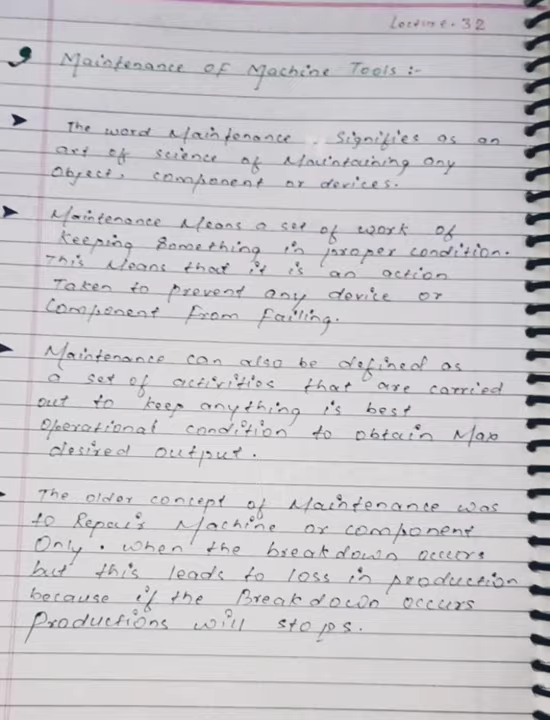 Lecture - 32
Maintenance of Machine Tools :-
The word Maintenance Signifies as an
art of science of Maintaining any
object, component or devices.
Maintenance Means a set of work of
keeping Something in proper condition.
This Means that it is an action
Taken to prevent any device or
Component From Failing.
Maintenance can also be defined as
a set of activities that are carried
out to keep anything is best
operational condition to obtain Max
desired output.
The older concept of Maintenance was
to Repair Machine or component
Only. when the breakdown occurs
but this leads to loss in production
because if the Breakdown occurs
Productions will stops.